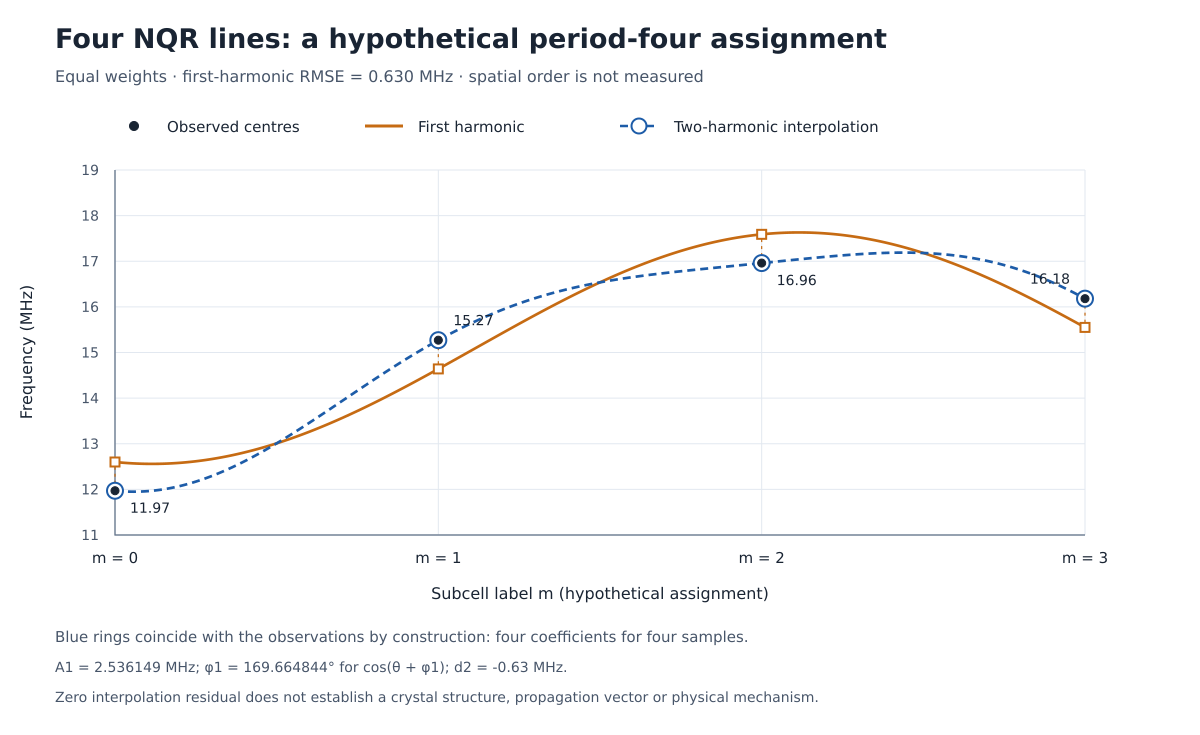 Four NQR lines: a hypothetical period-four assignment
Equal weights · first-harmonic RMSE = 0.630 MHz · spatial order is not measured
Observed centres
First harmonic
Two-harmonic interpolation
19
18
17
16
15
14
13
12
11
Frequency (MHz)
11.97
15.27
16.96
16.18
m = 0
m = 1
m = 2
m = 3
Subcell label m (hypothetical assignment)
Blue rings coincide with the observations by construction: four coefficients for four samples.
A1 = 2.536149 MHz; φ1 = 169.664844° for cos(θ + φ1); d2 = -0.63 MHz.
Zero interpolation residual does not establish a crystal structure, propagation vector or physical mechanism.